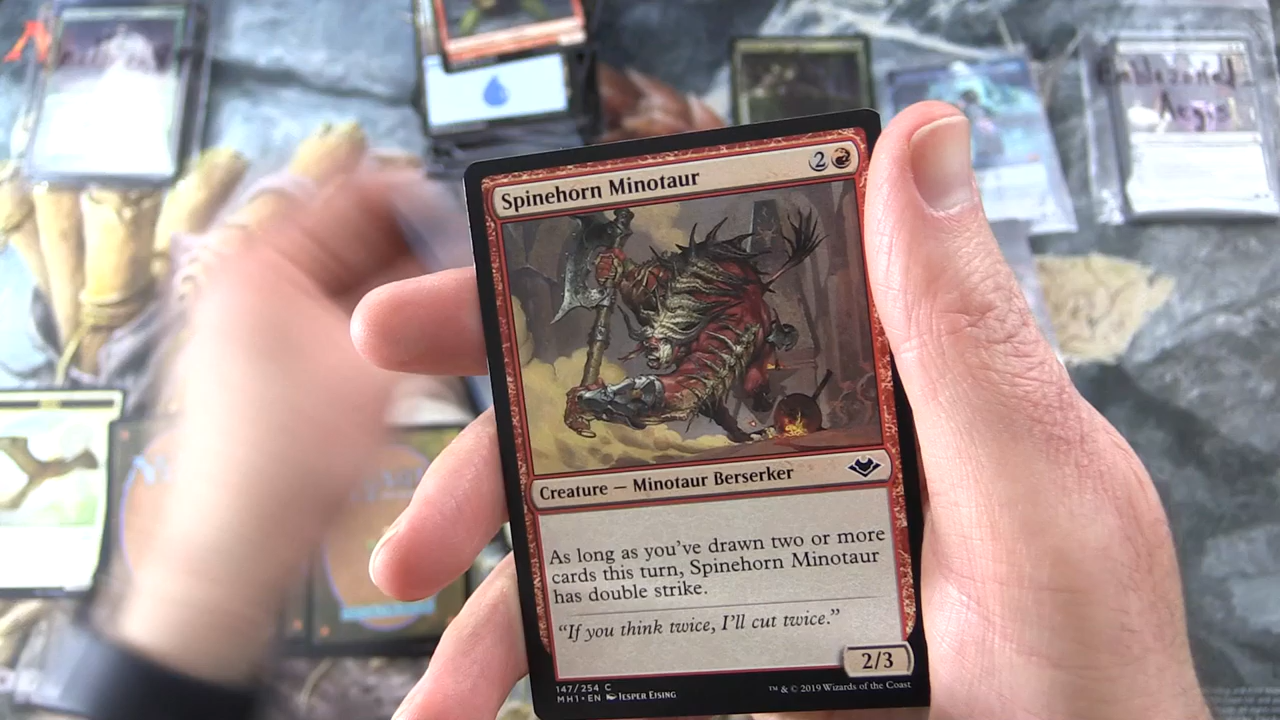 Spinehorn Minotaur
2
Creature — Minotaur Berserker
As long as you've drawn two or more
cards this turn, Spinehorn Minotaur
has double strike.
“If you think twice, I'll cut twice.”
2/3
147/254 C
MH1 • EN Jesper Eising
™ & © 2019 Wizards of the Coast
Aegis